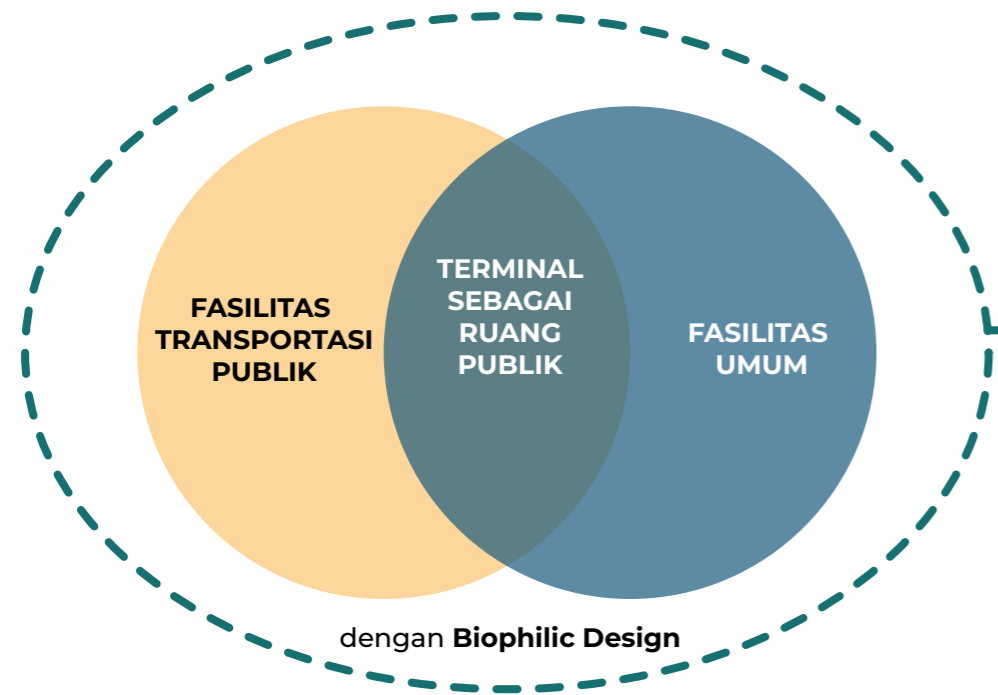 FASILITAS
TRANSPORTASI
PUBLIK
TERMINAL
SEBAGAI
RUANG
PUBLIK
FASILITAS
UMUM
dengan Biophilic Design